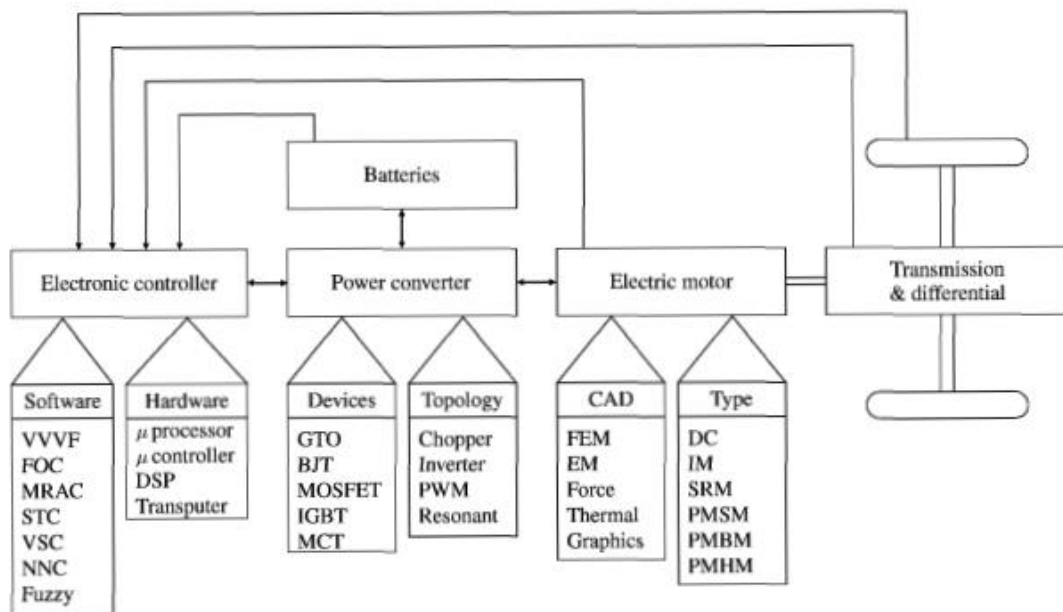 Batteries
Electronic controller
Power converter
Electric motor
Transmission
& differential
Software
VVVF
FOC
MRAC
STC
VSC
NNC
Fuzzy
Hardware
μ processor
μ controller
DSP
Transputer
Devices
GTO
BJT
MOSFET
IGBT
MCT
Topology
Chopper
Inverter
PWM
Resonant
CAD
FEM
EM
Force
Thermal
Graphics
Type
DC
IM
SRM
PMSM
PMBM
PMHM